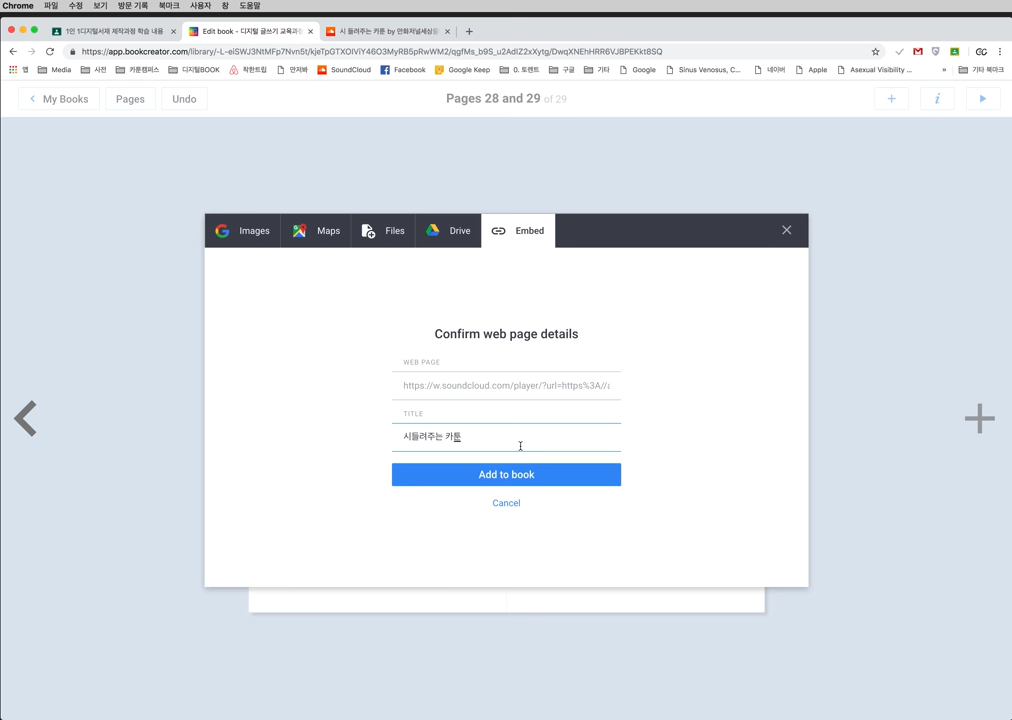 Chrome 파일 수정 보기 방문 기록 북마크 사용자 창 도움말
1인 1디지털서재 제작과정 학습 내용
Edit book - 디지털 글쓰기 교육과
시 들려주는 카툰 by 만화저널세상을
https://app.bookcreator.com/library/-L-eiSWJ3NtMFp7Nvn5t/kjeTpGTXOlViY46O3MyRB5pRwWM2/qgfMs_b9S_u2AdIZ2xXytg/DwqXNEhHRR6VJBPEKkt8SQ
앱 Media 사전 카툰캠퍼스 디지털BOOK 착한트립 먼저봐 SoundCloud Facebook Google Keep 0. 토렌트 구글 기타 Google Sinus Venosus, C... 네이버 Apple Asexual Visibility ... » 기타 북마크
My Books Pages Undo Pages 28 and 29 of 29
Images Maps Files Drive Embed
Confirm web page details
WEB PAGE
https://w.soundcloud.com/player/?url=https%3A//
TITLE
시들려주는 카툰
Add to book
Cancel